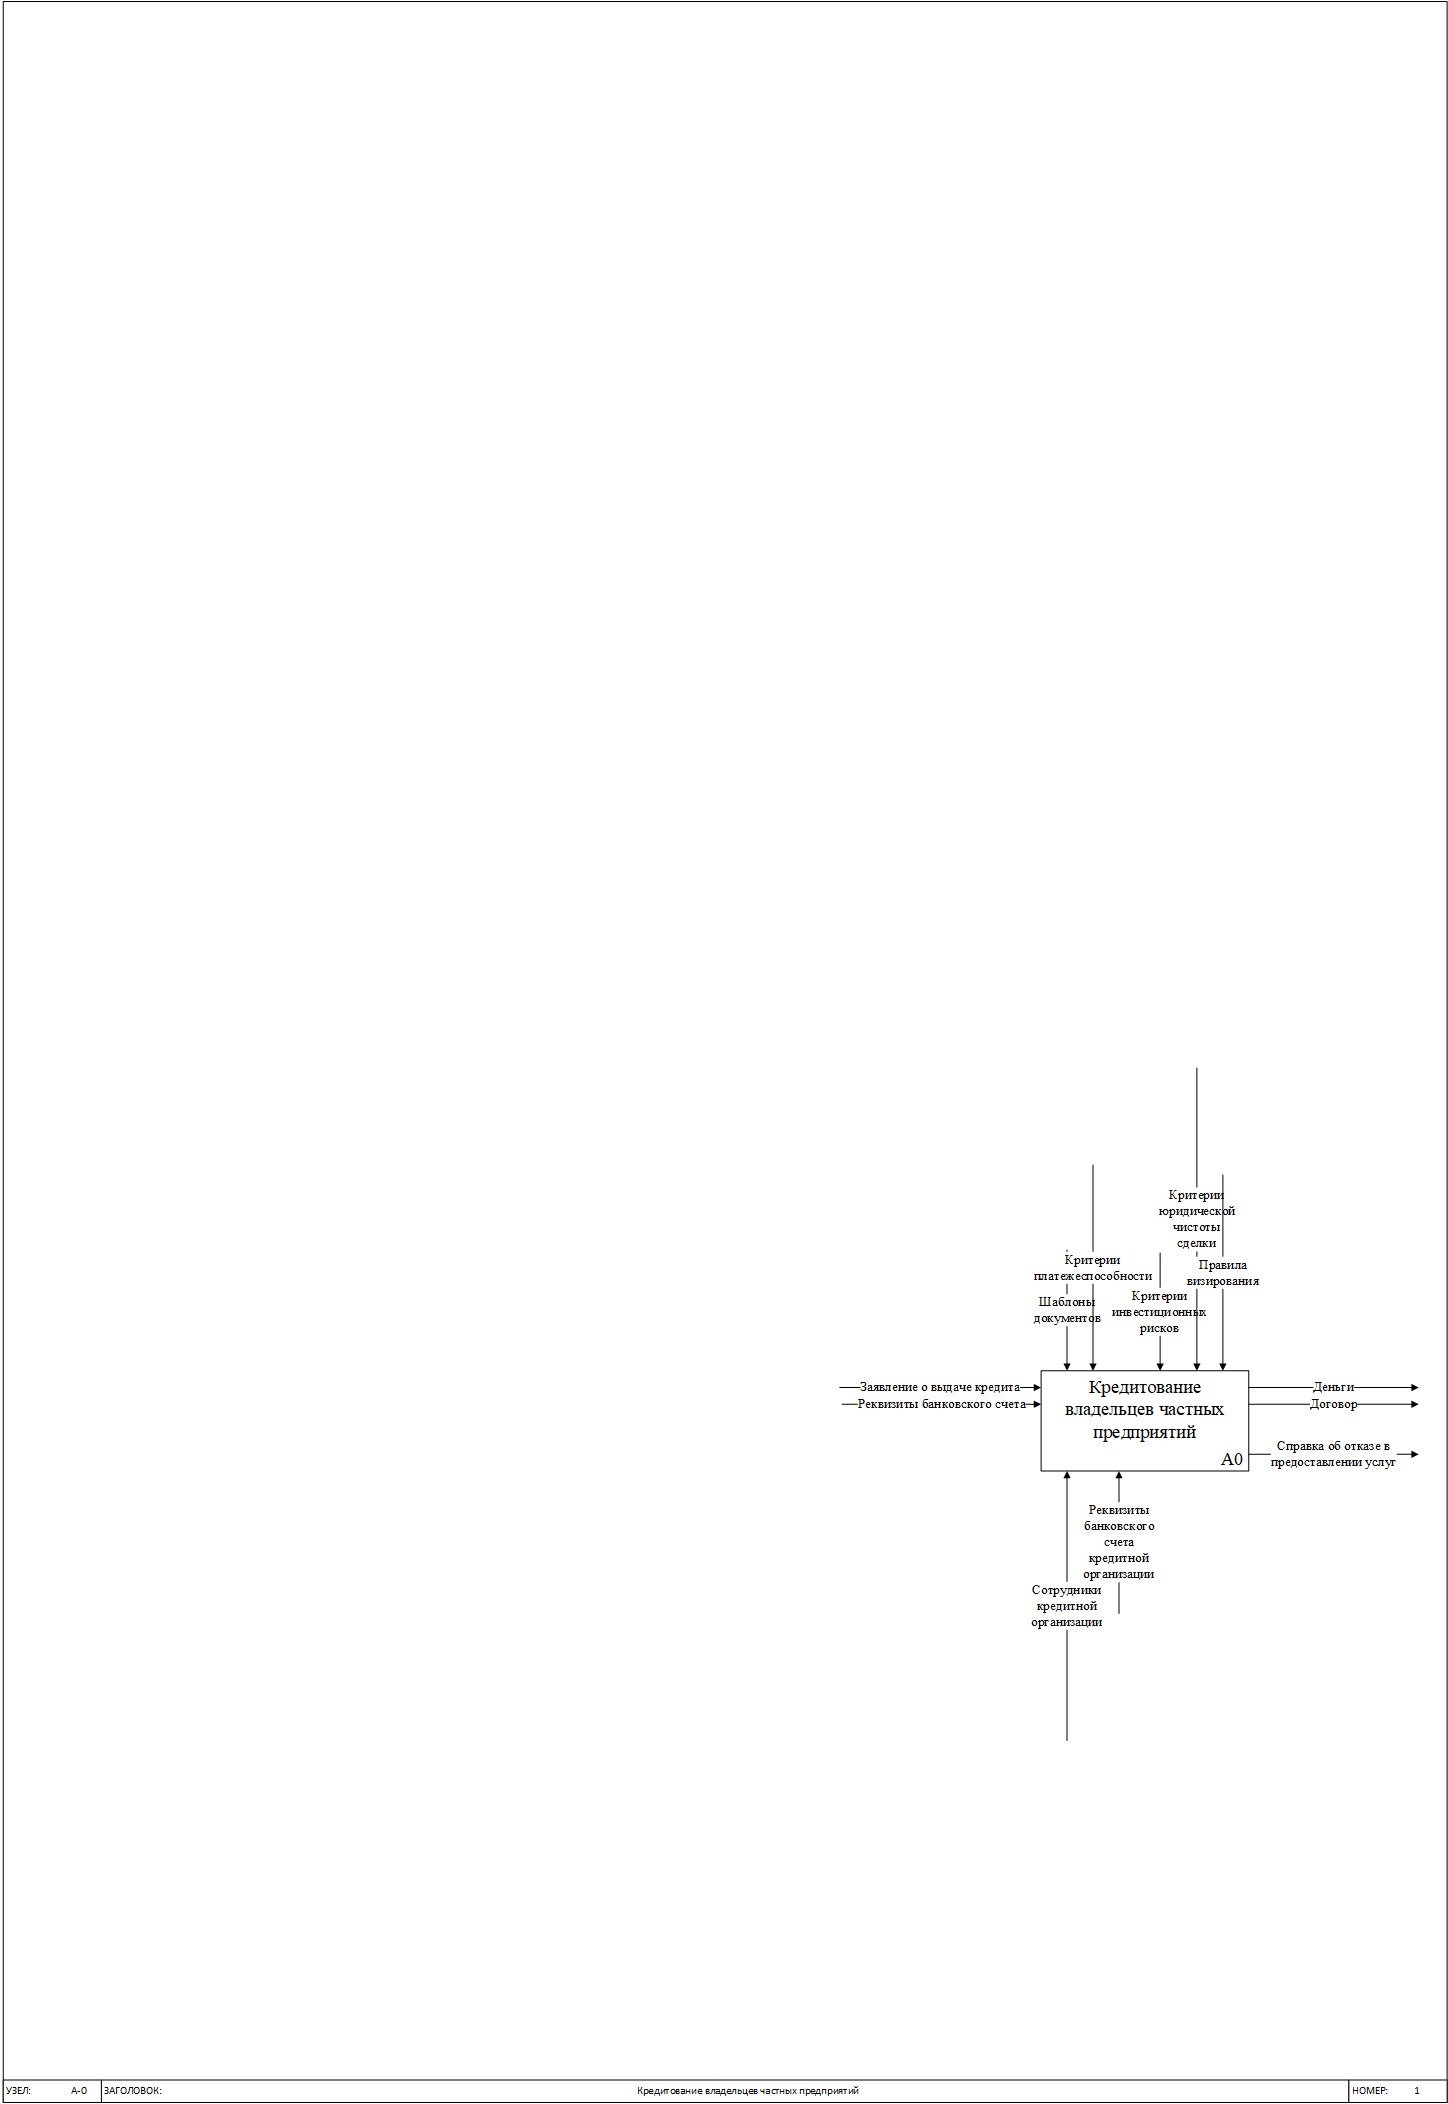 Критерии
юридической
чистоты
сделки
Критерии
платежеспособности
Правила
визирования
Шаблоны
документов
Критерии
инвестиционных
рисков
Заявление о выдаче кредита
Реквизиты банковского счета
Кредитование
владельцев частных
предприятий
А0
Деньги
Договор
Справка об отказе в
предоставлении услуг
Реквизиты
банковского
счета
кредитной
организации
Сотрудники
кредитной
организации
УЗЕЛ: А-0 ЗАГОЛОВОК: Кредитование владельцев частных предприятий НОМЕР: 1